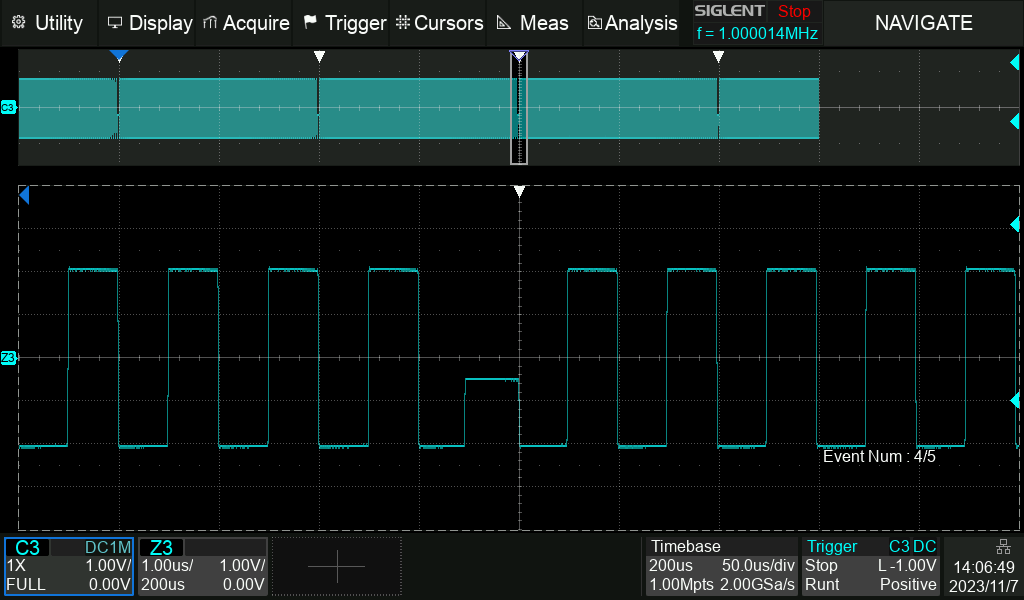 Utility Display Acquire Trigger Cursors Meas Analysis SIGLENT Stop NAVIGATE
f = 1.000014MHz
C3
Z3
Event Num : 4/5
C3 DC1M
1X 1.00V/
FULL 0.00V
Z3
1.00us/ 1.00V/
200us 0.00V
Timebase
200us 50.0us/div
1.00Mpts 2.00GSa/s
Trigger C3 DC
Stop L -1.00V
Runt Positive
14:06:49
2023/11/7